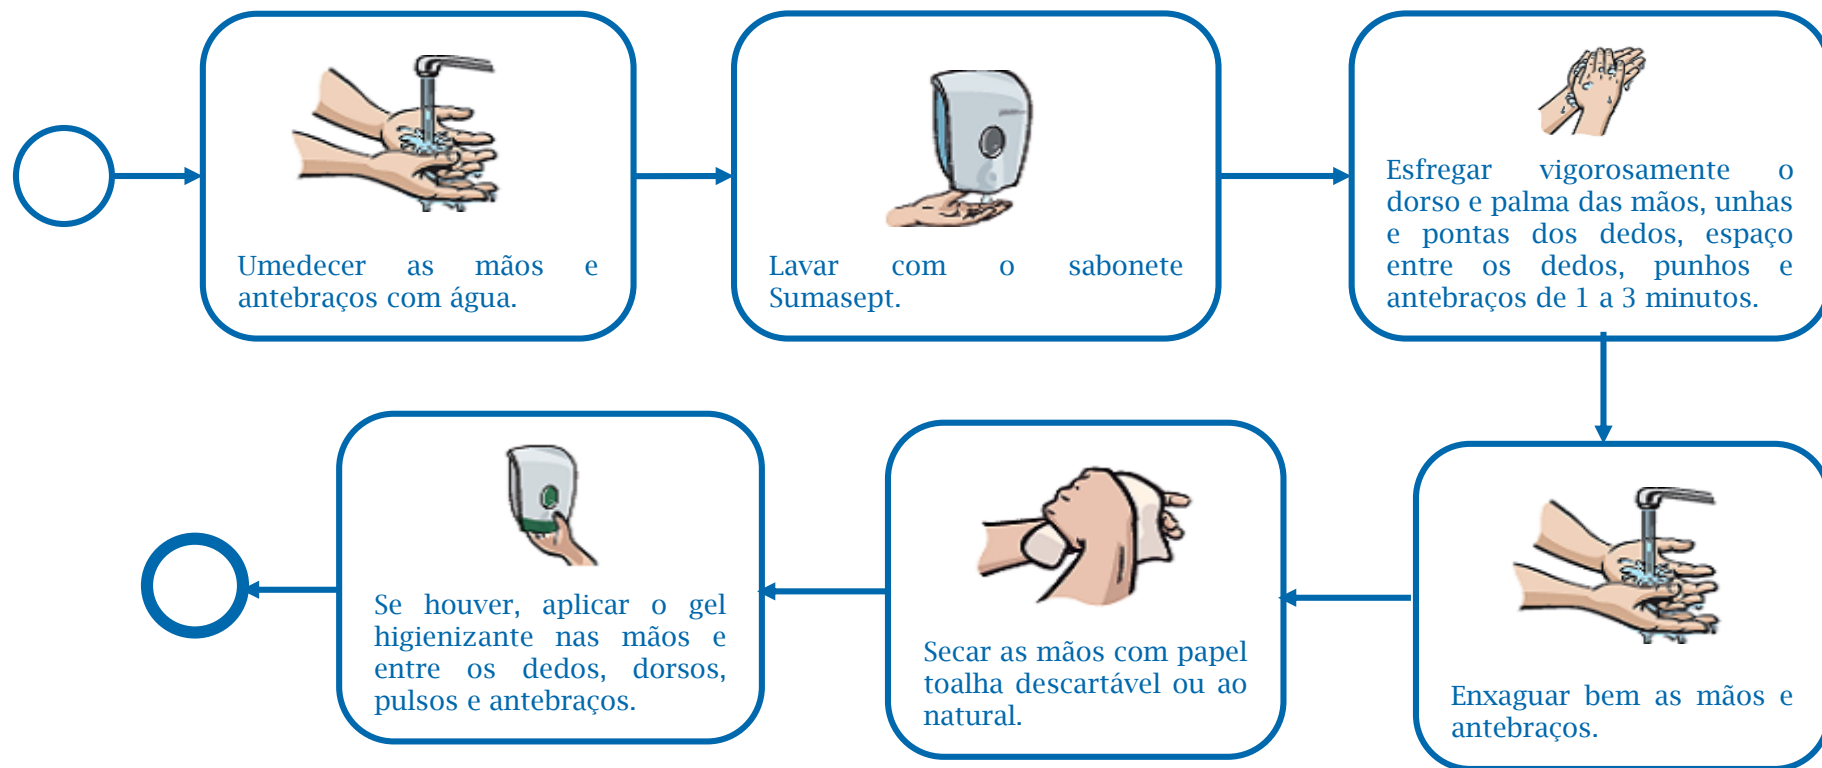 Umedecer as mãos e
antebraços com água.
Lavar com o sabonete
Sumasept.
Esfregar vigorosamente o
dorso e palma das mãos, unhas
e pontas dos dedos, espaço
entre os dedos, punhos e
antebraços de 1 a 3 minutos.
Enxaguar bem as mãos e
antebraços.
Secar as mãos com papel
toalha descartável ou ao
natural.
Se houver, aplicar o gel
higienizante nas mãos e
entre os dedos, dorsos,
pulsos e antebraços.